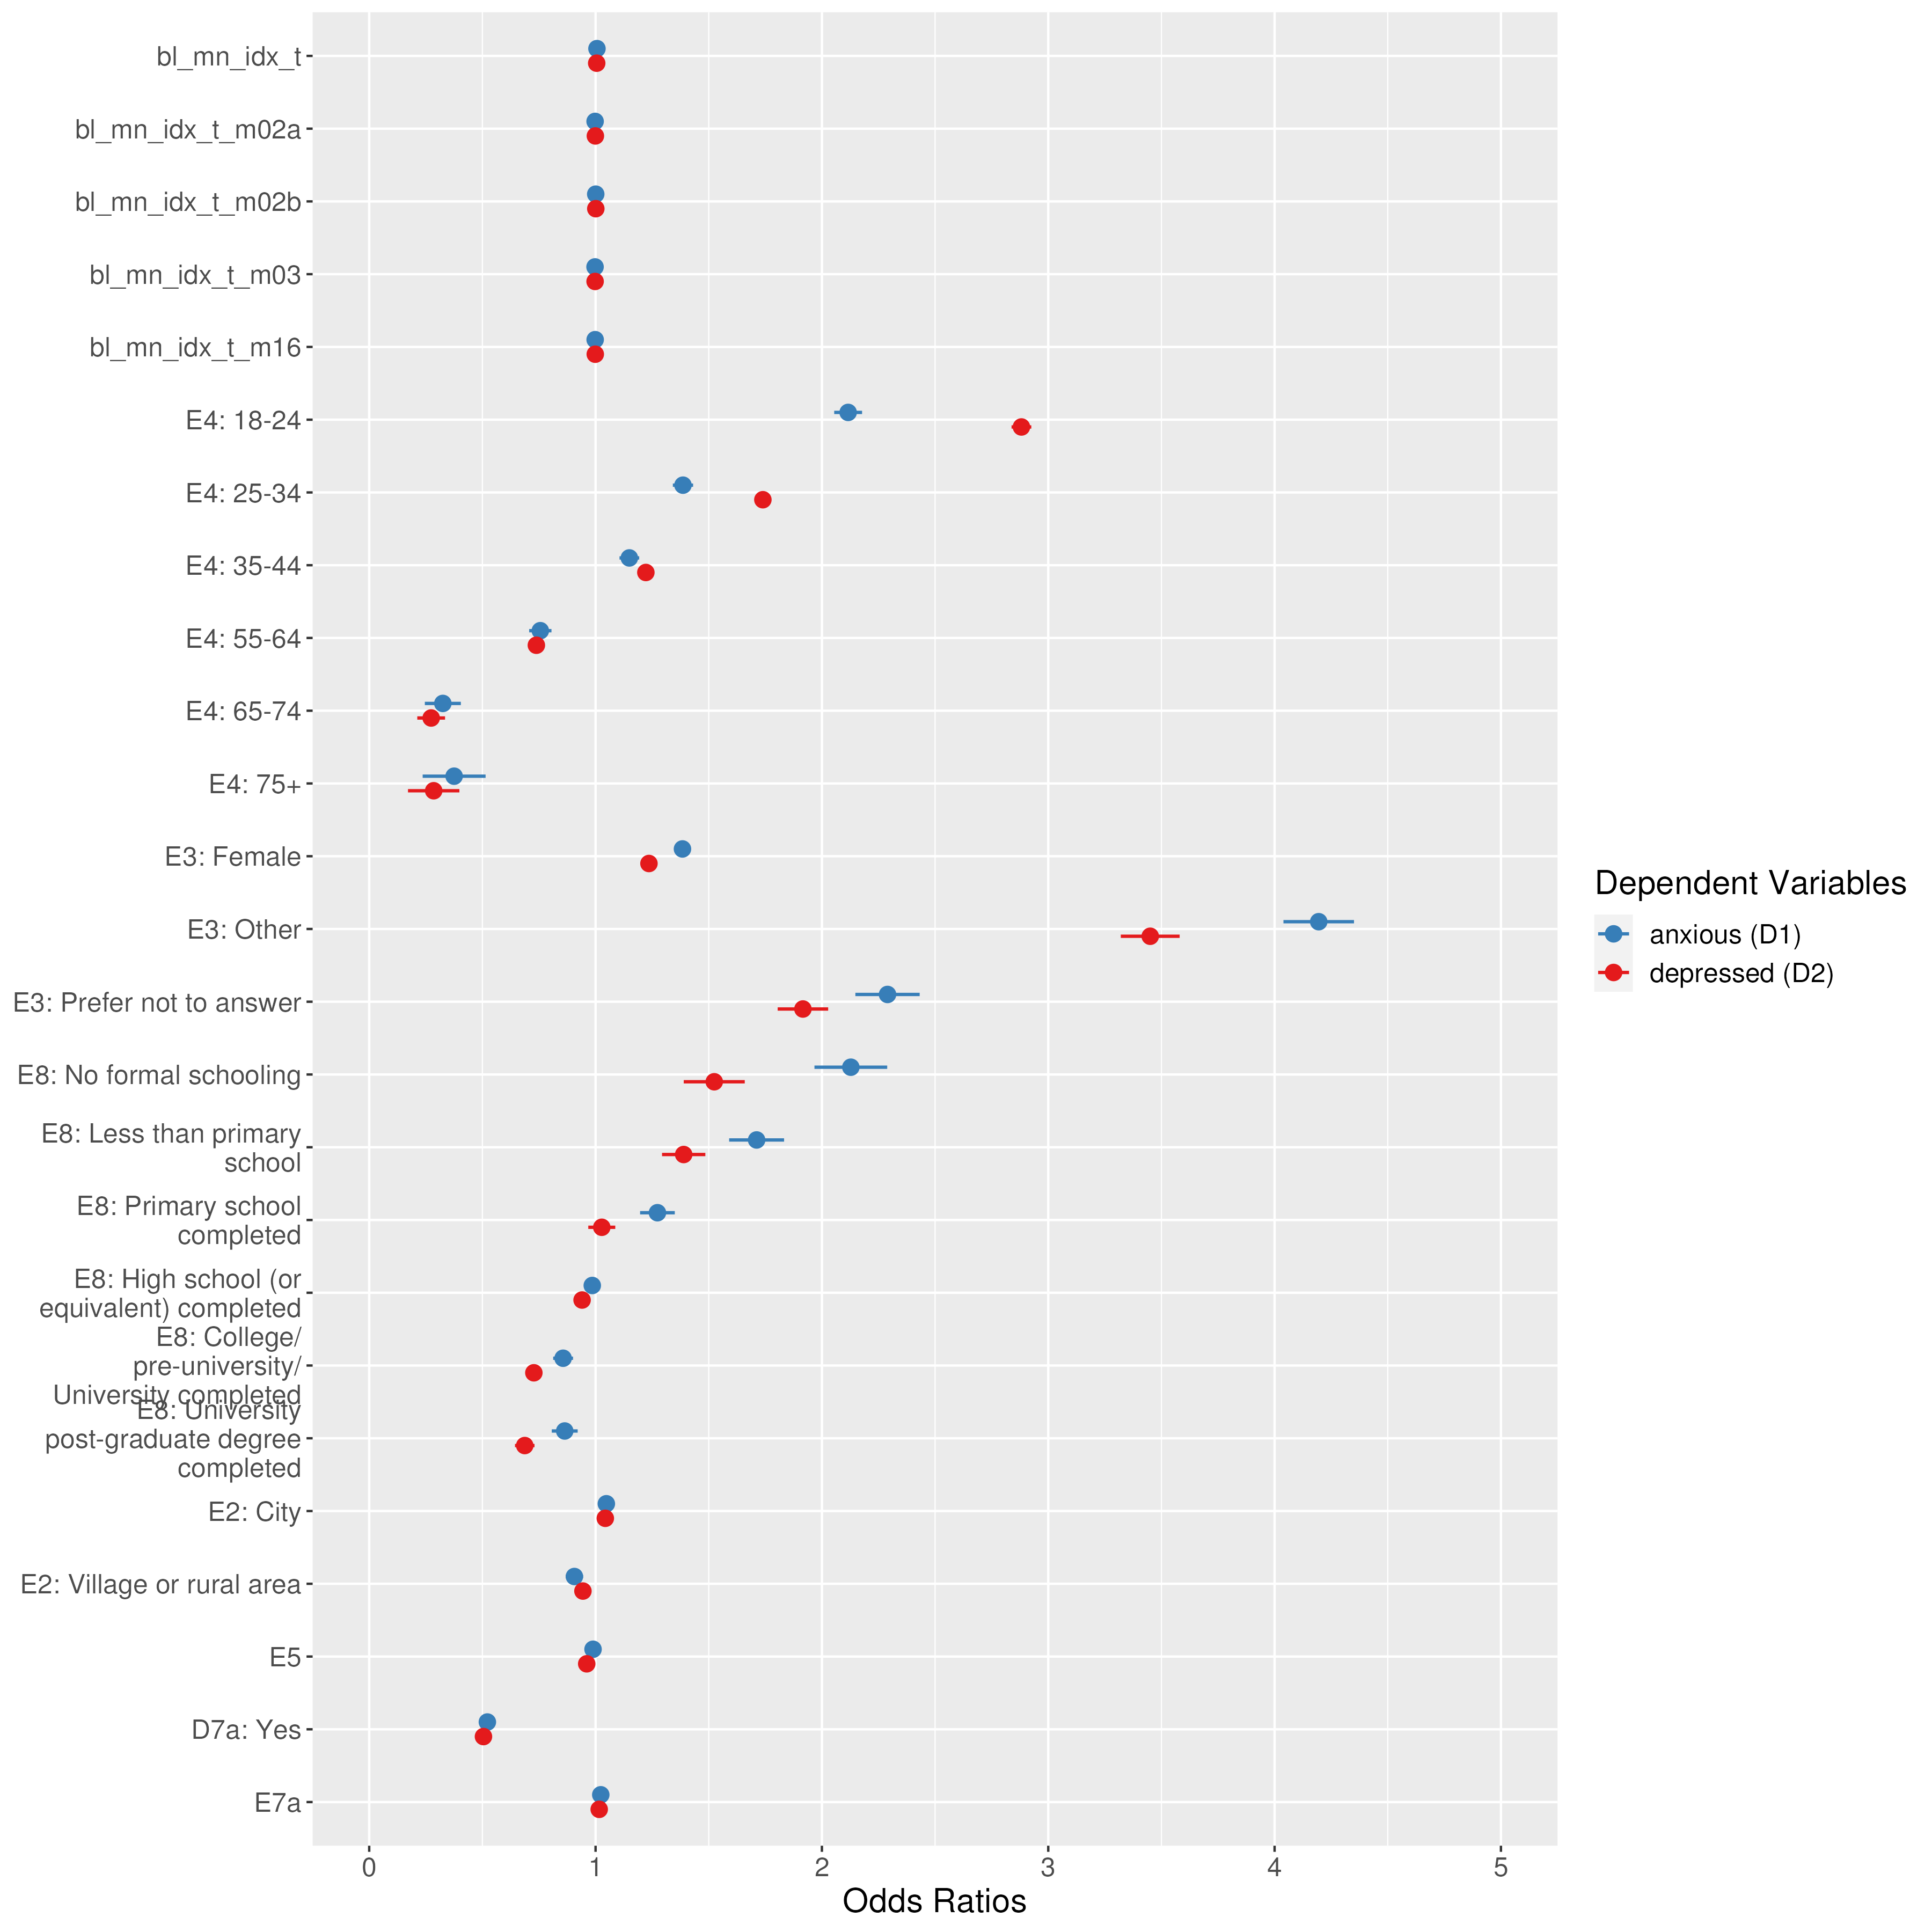 bl_mn_idx_t
bl_mn_idx_t_m02a
bl_mn_idx_t_m02b
bl_mn_idx_t_m03
bl_mn_idx_t_m16
E4: 18-24
E4: 25-34
E4: 35-44
E4: 55-64
E4: 65-74
E4: 75+
E3: Female
E3: Other
E3: Prefer not to answer
E8: No formal schooling
E8: Less than primary
school
E8: Primary school
completed
E8: High school (or
equivalent) completed
E8: College/
pre-university/
University completed
E8: University
post-graduate degree
completed
E2: City
E2: Village or rural area
E5
D7a: Yes
E7a
0 1 2 3 4 5
Odds Ratios
Dependent Variables
anxious (D1)
depressed (D2)